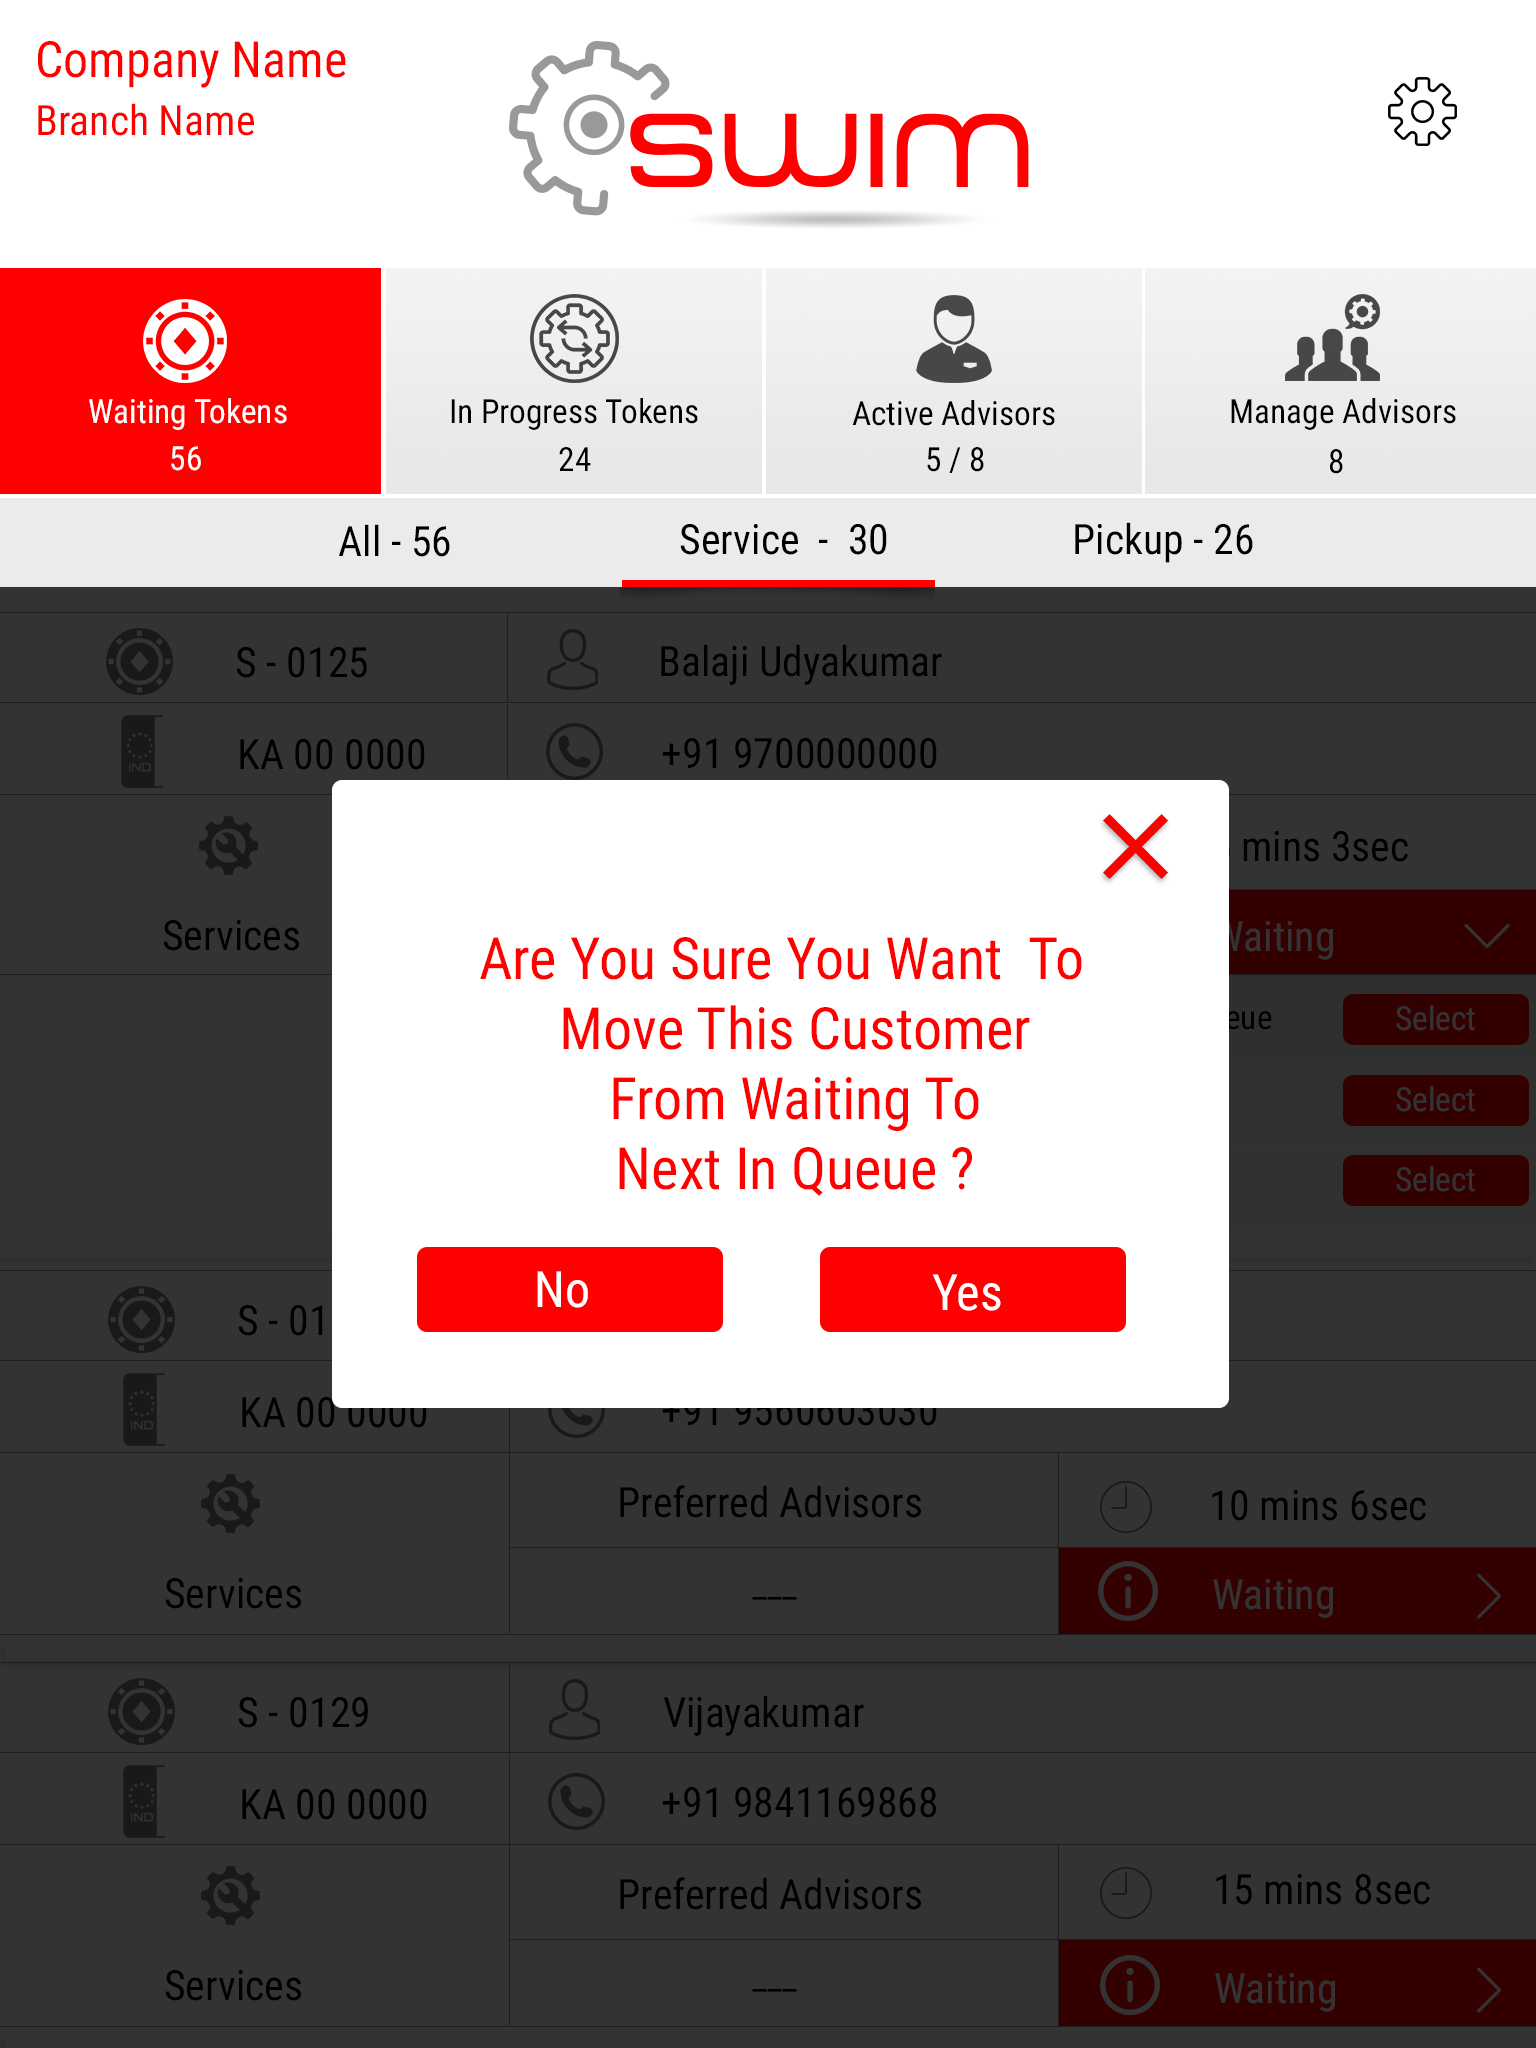 Company Name
Branch Name
swim
Waiting Tokens
56
In Progress Tokens
24
Active Advisors
5 / 8
Manage Advisors
8
All - 56
Service - 30
Pickup - 26
S - 0125
Balaji Udyakumar
IND
KA 00 0000
+91 9700000000
mins 3sec
Services
Waiting
Select
Select
Select
Are You Sure You Want To
Move This Customer
From Waiting To
Next In Queue ?
No
Yes
S - 01
IND
KA 00 0000
+91 9560603030
Preferred Advisors
10 mins 6sec
Services
---
Waiting
S - 0129
Vijayakumar
IND
KA 00 0000
+91 9841169868
Preferred Advisors
15 mins 8sec
Services
---
Waiting